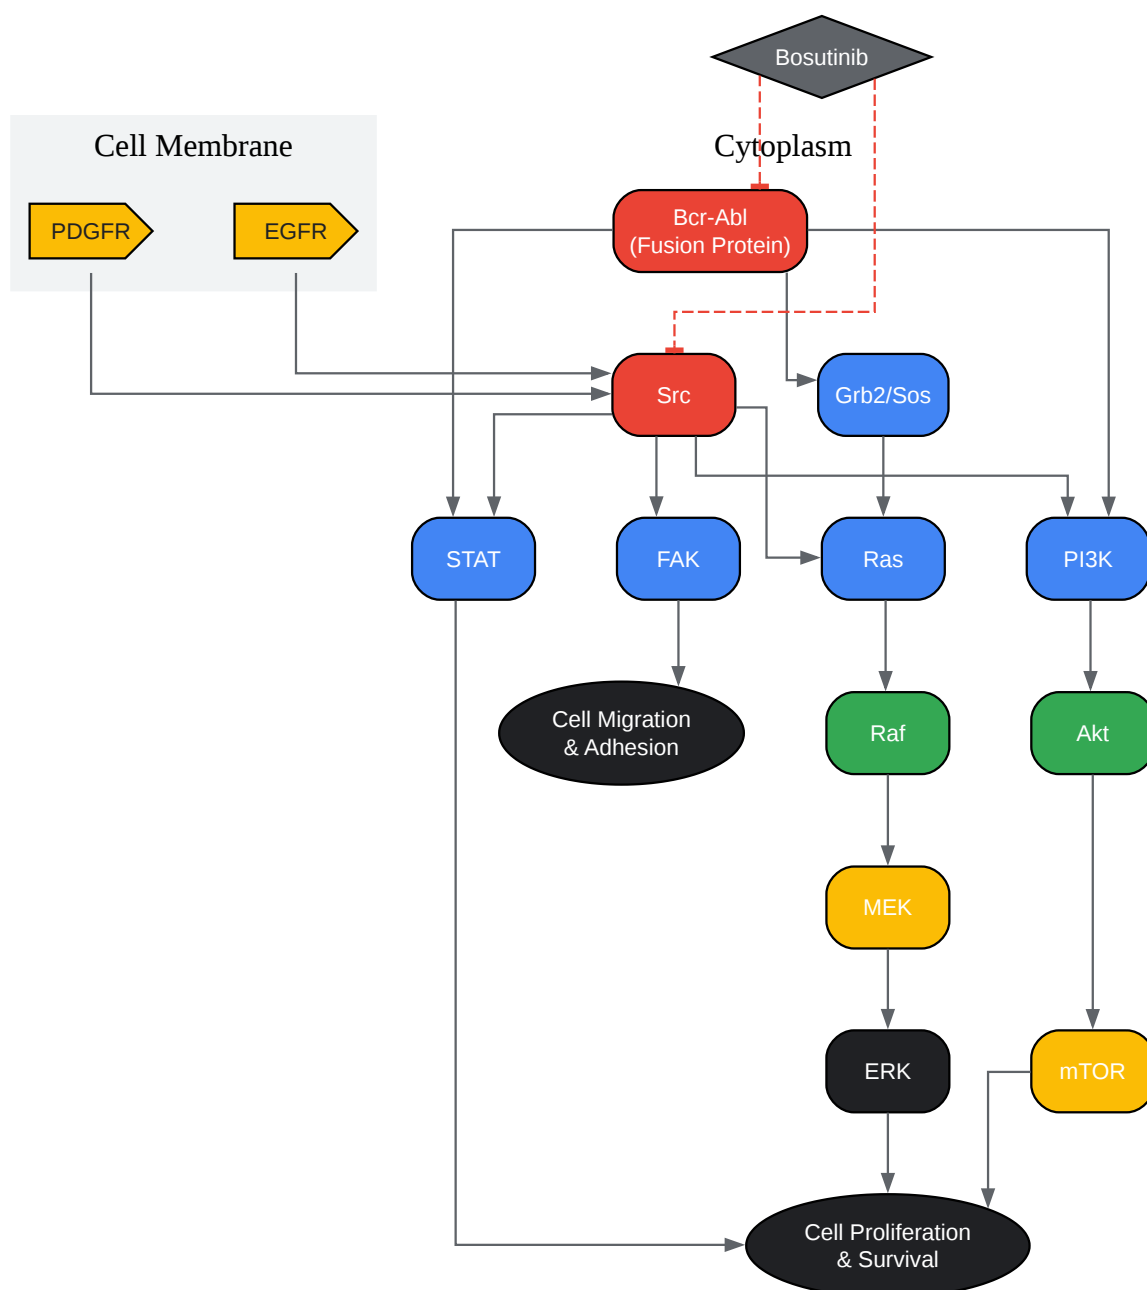 Bosutinib
Cell Membrane
Cytoplasm
PDGFR
EGFR
Bcr-Abl
(Fusion Protein)
Src
Grb2/Sos
STAT
FAK
Ras
PI3K
Cell Migration
& Adhesion
Raf
Akt
MEK
ERK
mTOR
Cell Proliferation
& Survival